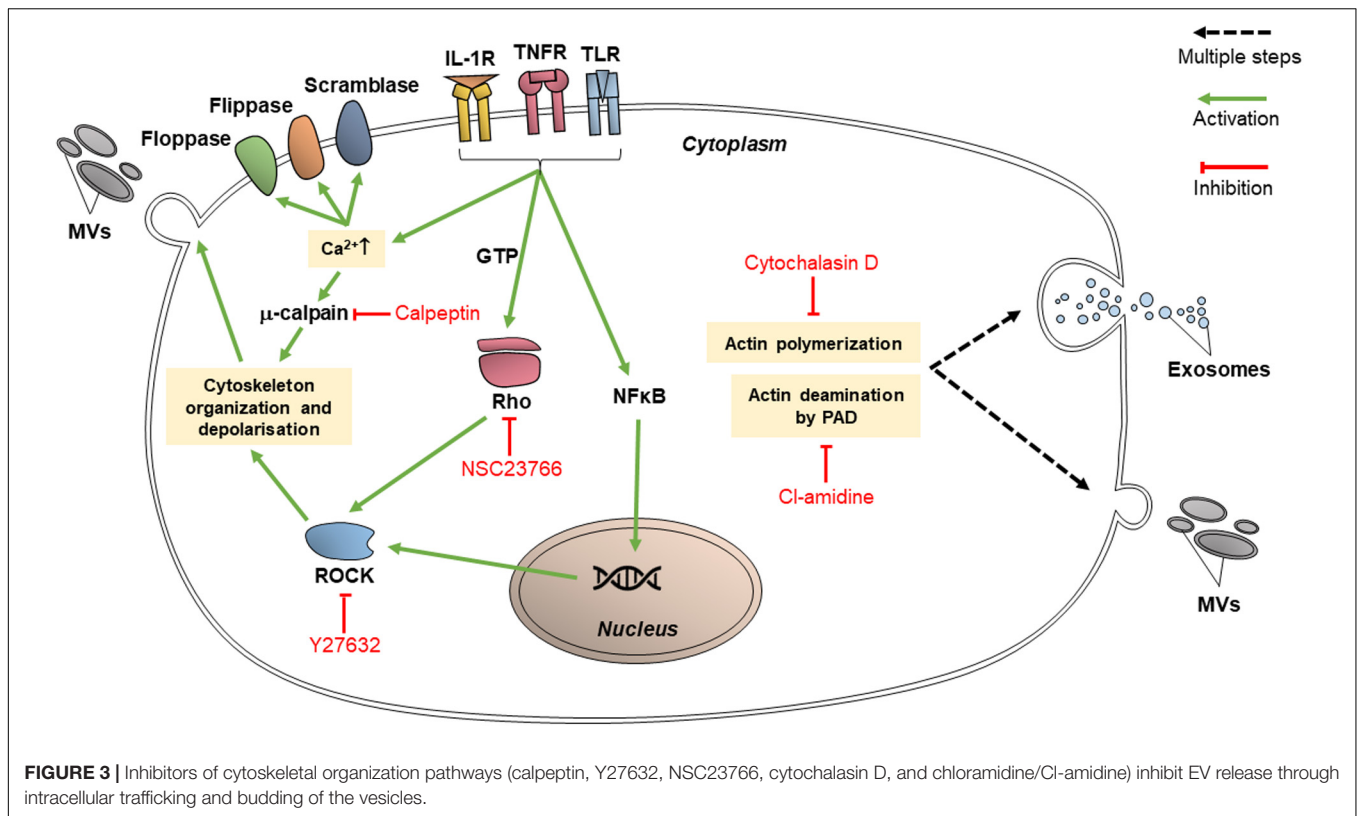 IL-1R
TNFR
TLR
Scramblase
Flippase
Floppase
MVs
Cytoplasm
Multiple steps
Activation
Inhibition
Ca²⁺↑
GTP
μ-calpain
Calpeptin
Cytoskeleton
organization and
depolarisation
Rho
NSC23766
NFκB
ROCK
Y27632
Nucleus
Cytochalasin D
Actin polymerization
Actin deamination
by PAD
Cl-amidine
Exosomes
MVs
FIGURE 3 | Inhibitors of cytoskeletal organization pathways (calpeptin, Y27632, NSC23766, cytochalasin D, and chloramidine/Cl-amidine) inhibit EV release through
intracellular trafficking and budding of the vesicles.